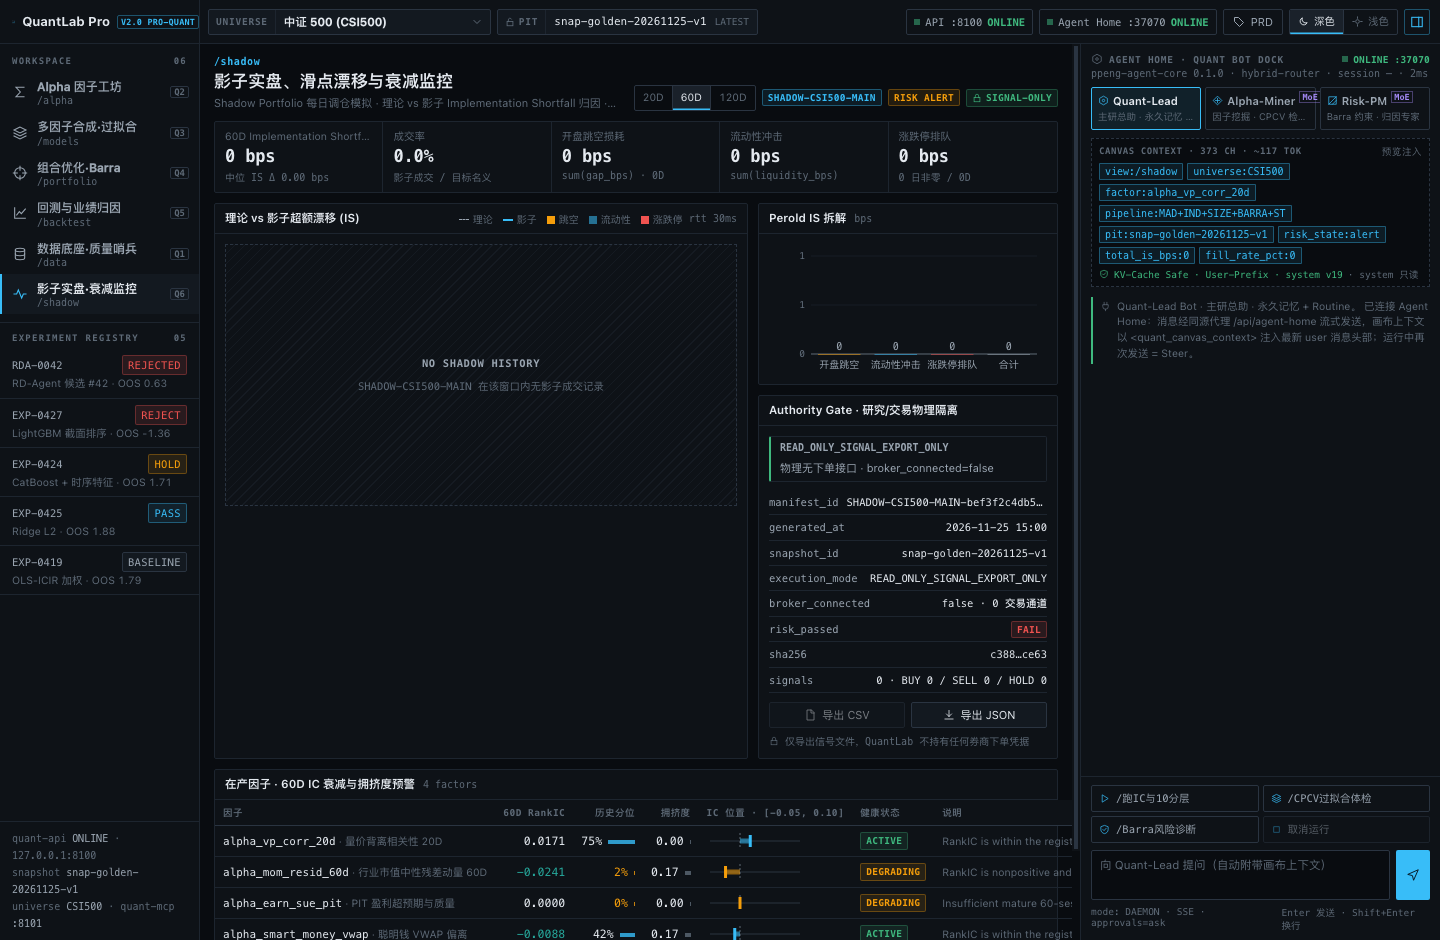 QuantLab Pro V2.0 PRO-QUANT
UNIVERSE 中证 500 (CSI500)
PIT snap-golden-20261125-v1 LATEST
API :8100 ONLINE
Agent Home :37070 ONLINE
PRD
深色
浅色
WORKSPACE 06
Alpha 因子工坊
/alpha
Q2
多因子合成·过拟合
/models
Q3
组合优化·Barra
/portfolio
Q4
回测与业绩归因
/backtest
Q5
数据底座·质量哨兵
/data
Q1
影子实盘·衰减监控
/shadow
Q6
EXPERIMENT REGISTRY 05
RDA-0042 REJECTED
RD-Agent 候选 #42 · OOS 0.63
EXP-0427 REJECT
LightGBM 截面排序 · OOS -1.36
EXP-0424 HOLD
CatBoost + 时序特征 · OOS 1.71
EXP-0425 PASS
Ridge L2 · OOS 1.88
EXP-0419 BASELINE
OLS-ICIR 加权 · OOS 1.79
quant-api ONLINE ·
127.0.0.1:8100
snapshot snap-golden-
20261125-v1
universe CSI500 · quant-mcp
:8101
/shadow
影子实盘、滑点漂移与衰减监控
Shadow Portfolio 每日调仓模拟 · 理论 vs 影子 Implementation Shortfall 归因 ·...
20D 60D 120D
SHADOW-CSI500-MAIN
RISK ALERT
SIGNAL-ONLY
60D Implementation Shortf...
0 bps
中位 IS Δ 0.00 bps
成交率
0.0%
影子成交 / 目标名义
开盘跳空损耗
0 bps
sum(gap_bps) · 0D
流动性冲击
0 bps
sum(liquidity_bps)
涨跌停排队
0 bps
0 日非零 / 0D
理论 vs 影子超额漂移 (IS)
理论 影子 跳空 流动性 涨跌停 rtt 30ms
NO SHADOW HISTORY
SHADOW-CSI500-MAIN 在该窗口内无影子成交记录
Perold IS 拆解 bps
1
1
0
0 0 0 0
开盘跳空 流动性冲击 涨跌停排队 合计
Authority Gate · 研究/交易物理隔离
READ_ONLY_SIGNAL_EXPORT_ONLY
物理无下单接口 · broker_connected=false
manifest_id SHADOW-CSI500-MAIN-bef3f2c4db5…
generated_at 2026-11-25 15:00
snapshot_id snap-golden-20261125-v1
execution_mode READ_ONLY_SIGNAL_EXPORT_ONLY
broker_connected false · 0 交易通道
risk_passed FAIL
sha256 c388…ce63
signals 0 · BUY 0 / SELL 0 / HOLD 0
导出 CSV
导出 JSON
仅导出信号文件，QuantLab 不持有任何券商下单凭据
在产因子 · 60D IC 衰减与拥挤度预警 4 factors
因子 60D RankIC 历史分位 拥挤度 IC 位置 · [-0.05, 0.10] 健康状态 说明
alpha_vp_corr_20d · 量价背离相关性 20D 0.0171 75% 0.00 ACTIVE RankIC is within the regist
alpha_mom_resid_60d · 行业市值中性残差动量 60D -0.0241 2% 0.17 DEGRADING RankIC is nonpositive and
alpha_earn_sue_pit · PIT 盈利超预期与质量 0.0000 0% 0.00 DEGRADING Insufficient mature 60-ses
alpha_smart_money_vwap · 聪明钱 VWAP 偏离 -0.0088 42% 0.17 ACTIVE RankIC is within the regist
AGENT HOME · QUANT BOT DOCK ONLINE :37070
ppeng-agent-core 0.1.0 · hybrid-router · session — · 2ms
Quant-Lead
主研总助 · 永久记忆 ...
Alpha-Miner MoE
因子挖掘 · CPCV 检...
Risk-PM MoE
Barra 约束 · 归因专家
CANVAS CONTEXT · 373 CH · ~117 TOK 预览注入
view:/shadow universe:CSI500
factor:alpha_vp_corr_20d
pipeline:MAD+IND+SIZE+BARRA+ST
pit:snap-golden-20261125-v1 risk_state:alert
total_is_bps:0 fill_rate_pct:0
KV-Cache Safe · User-Prefix · system v19 · system 只读
Quant-Lead Bot · 主研总助 · 永久记忆 + Routine。 已连接 Agent
Home：消息经同源代理 /api/agent-home 流式发送，画布上下文
以 <quant_canvas_context> 注入最新 user 消息头部；运行中再
次发送 = Steer。
/跑IC与10分层
/CPCV过拟合体检
/Barra风险诊断
取消运行
向 Quant-Lead 提问（自动附带画布上下文）
mode: DAEMON · SSE ·
approvals=ask
Enter 发送 · Shift+Enter
换行